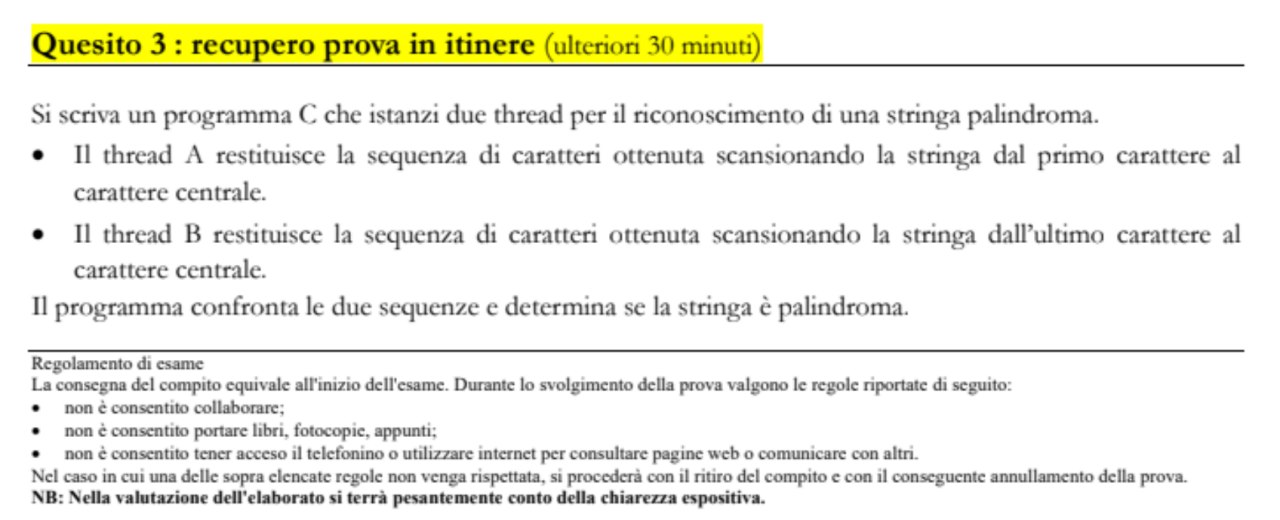 Quesito 3 : recupero prova in itinere (ulteriori 30 minuti)
Si scriva un programma C che istanzi due thread per il riconoscimento di una stringa palindroma.
• Il thread A restituisce la sequenza di caratteri ottenuta scansionando la stringa dal primo carattere al
carattere centrale.
• Il thread B restituisce la sequenza di caratteri ottenuta scansionando la stringa dall'ultimo carattere al
carattere centrale.
Il programma confronta le due sequenze e determina se la stringa è palindroma.
Regolamento di esame
La consegna del compito equivale all'inizio dell'esame. Durante lo svolgimento della prova valgono le regole riportate di seguito:
• non è consentito collaborare;
• non è consentito portare libri, fotocopie, appunti;
• non è consentito tener acceso il telefonino o utilizzare internet per consultare pagine web o comunicare con altri.
Nel caso in cui una delle sopra elencate regole non venga rispettata, si procederà con il ritiro del compito e con il conseguente annullamento della prova.
NB: Nella valutazione dell'elaborato si terrà pesantemente conto della chiarezza espositiva.